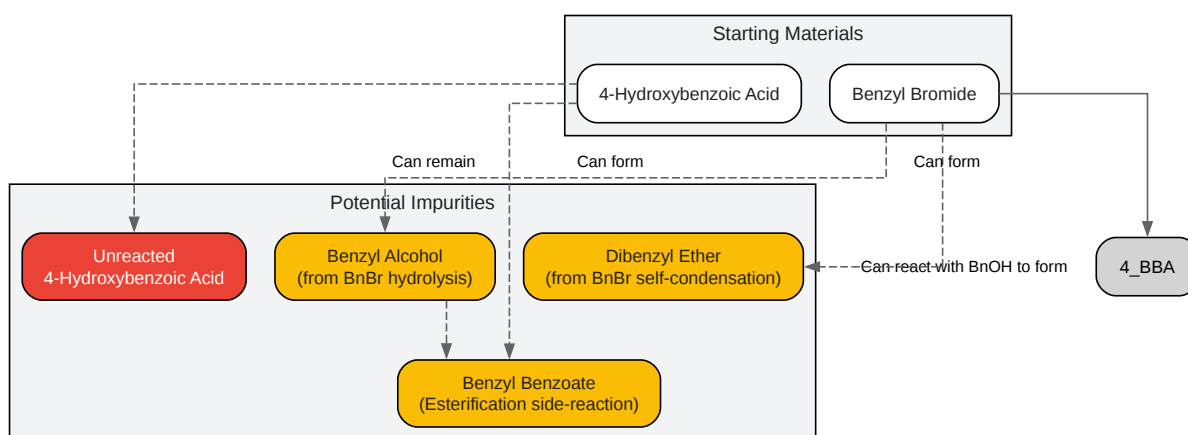 Starting Materials
4-Hydroxybenzoic Acid
Benzyl Bromide
Can remain
Can form
Can form
Potential Impurities
Unreacted
4-Hydroxybenzoic Acid
Benzyl Alcohol
(from BnBr hydrolysis)
Dibenzyl Ether
(from BnBr self-condensation)
Can react with BnOH to form
4_BBA
Benzyl Benzoate
(Esterification side-reaction)